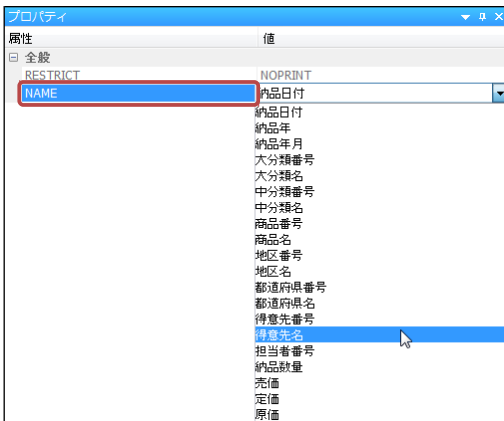 プロパティ
属性 値
全般
RESTRICT NOPRINT
NAME 納品日付
納品日付
納品年
納品年月
大分類番号
大分類名
中分類番号
中分類名
商品番号
商品名
地区番号
地区名
都道府県番号
都道府県名
得意先番号
得意先名
担当者番号
納品数量
売価
定価
原価